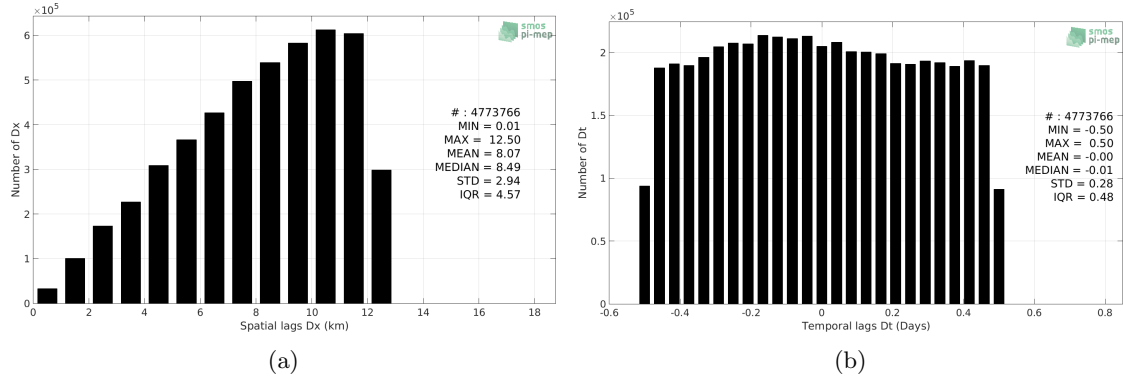 ×10⁵
6
5
4
3
2
1
0
Number of Dx
0 2 4 6 8 10 12 14 16 18
Spatial lags Dx (km)
smos
pi-mep
# : 4773766
MIN = 0.01
MAX = 12.50
MEAN = 8.07
MEDIAN = 8.49
STD = 2.94
IQR = 4.57
(a)
×10⁵
2
1.5
1
0.5
0
Number of Dt
-0.6 -0.4 -0.2 0 0.2 0.4 0.6 0.8
Temporal lags Dt (Days)
smos
pi-mep
# : 4773766
MIN = -0.50
MAX = 0.50
MEAN = -0.00
MEDIAN = -0.01
STD = 0.28
IQR = 0.48
(b)